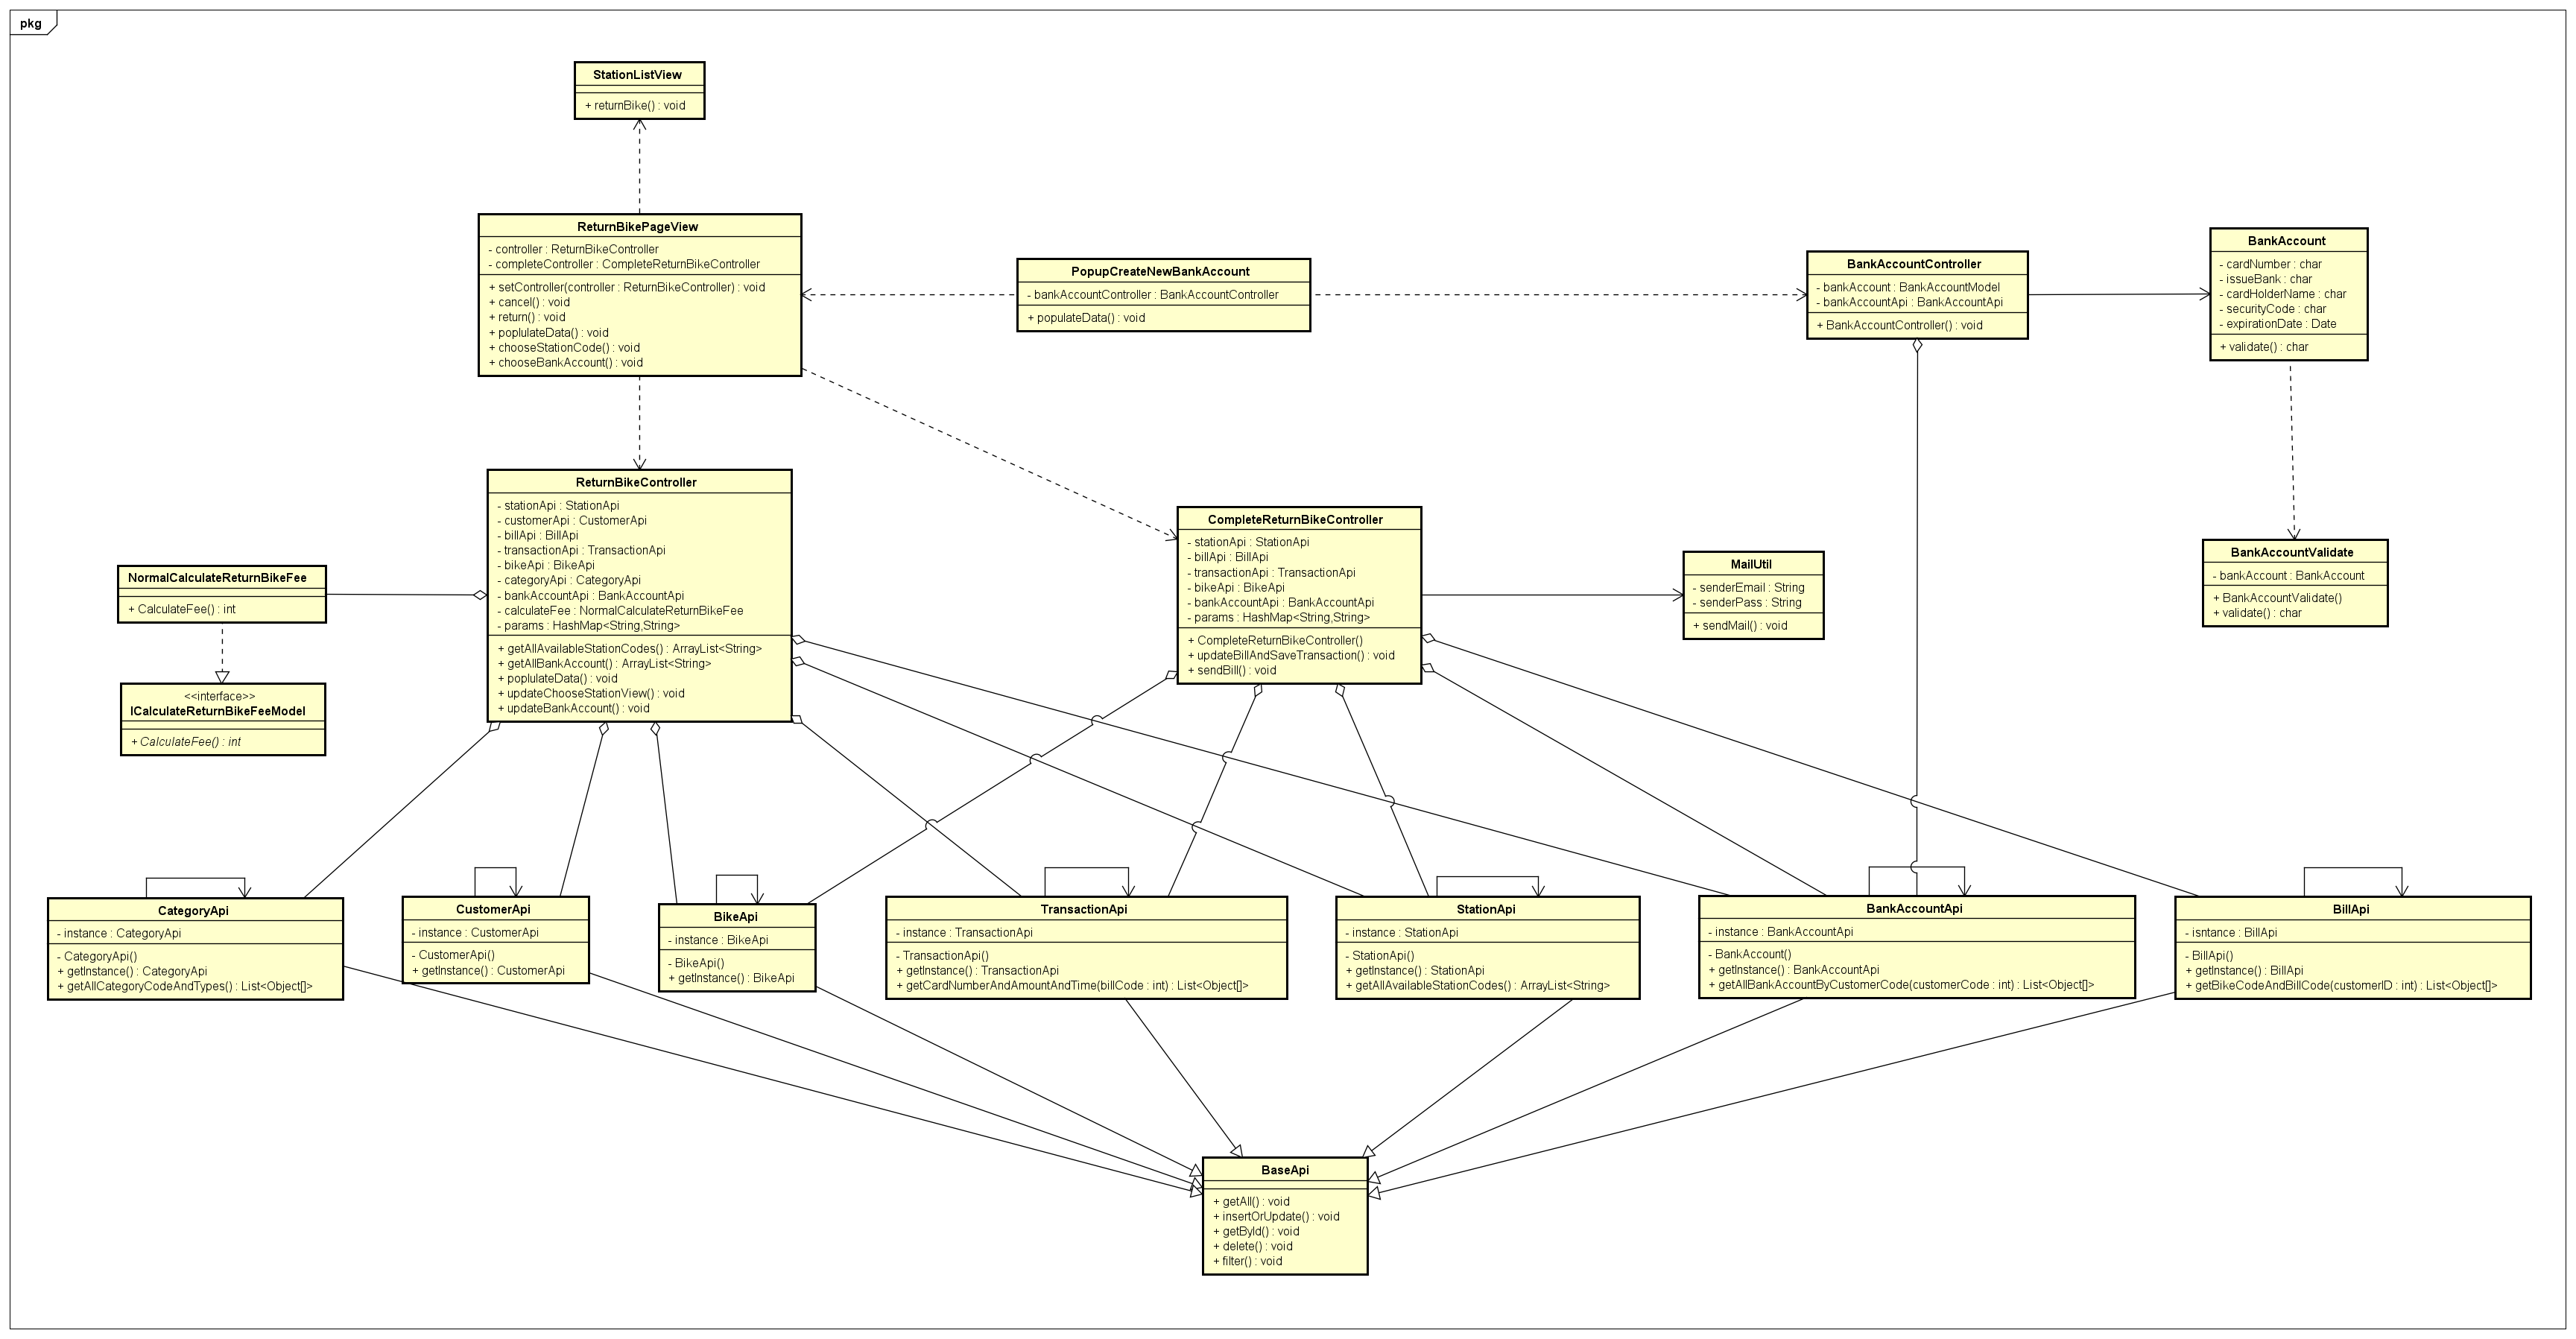 pkg
StationListView
+ returnBike() : void
ReturnBikePageView
- controller : ReturnBikeController
- completeController : CompleteReturnBikeController
+ setController(controller : ReturnBikeController) : void
+ cancel() : void
+ return() : void
+ poplulateData() : void
+ chooseStationCode() : void
+ chooseBankAccount() : void
PopupCreateNewBankAccount
- bankAccountController : BankAccountController
+ populateData() : void
BankAccountController
- bankAccount : BankAccountModel
- bankAccountApi : BankAccountApi
+ BankAccountController() : void
BankAccount
- cardNumber : char
- issueBank : char
- cardHolderName : char
- securityCode : char
- expirationDate : Date
+ validate() : char
NormalCalculateReturnBikeFee
+ CalculateFee() : int
<<interface>>
ICalculateReturnBikeFeeModel
+ CalculateFee() : int
ReturnBikeController
- stationApi : StationApi
- customerApi : CustomerApi
- billApi : BillApi
- transactionApi : TransactionApi
- bikeApi : BikeApi
- categoryApi : CategoryApi
- bankAccountApi : BankAccountApi
- calculateFee : NormalCalculateReturnBikeFee
- params : HashMap<String,String>
+ getAllAvailableStationCodes() : ArrayList<String>
+ getAllBankAccount() : ArrayList<String>
+ poplulateData() : void
+ updateChooseStationView() : void
+ updateBankAccount() : void
CompleteReturnBikeController
- stationApi : StationApi
- billApi : BillApi
- transactionApi : TransactionApi
- bikeApi : BikeApi
- bankAccountApi : BankAccountApi
- params : HashMap<String,String>
+ CompleteReturnBikeController()
+ updateBillAndSaveTransaction() : void
+ sendBill() : void
MailUtil
- senderEmail : String
- senderPass : String
+ sendMail() : void
BankAccountValidate
- bankAccount : BankAccount
+ BankAccountValidate()
+ validate() : char
CategoryApi
- instance : CategoryApi
- CategoryApi()
+ getInstance() : CategoryApi
+ getAllCategoryCodeAndTypes() : List<Object[]>
CustomerApi
- instance : CustomerApi
- CustomerApi()
+ getInstance() : CustomerApi
BikeApi
- instance : BikeApi
- BikeApi()
+ getInstance() : BikeApi
TransactionApi
- instance : TransactionApi
- TransactionApi()
+ getInstance() : TransactionApi
+ getCardNumberAndAmountAndTime(billCode : int) : List<Object[]>
StationApi
- instance : StationApi
- StationApi()
+ getInstance() : StationApi
+ getAllAvailableStationCodes() : ArrayList<String>
BankAccountApi
- instance : BankAccountApi
- BankAccount()
+ getInstance() : BankAccountApi
+ getAllBankAccountByCustomerCode(customerCode : int) : List<Object[]>
BillApi
- isntance : BillApi
- BillApi()
+ getInstance() : BillApi
+ getBikeCodeAndBillCode(customerID : int) : List<Object[]>
BaseApi
+ getAll() : void
+ insertOrUpdate() : void
+ getById() : void
+ delete() : void
+ filter() : void